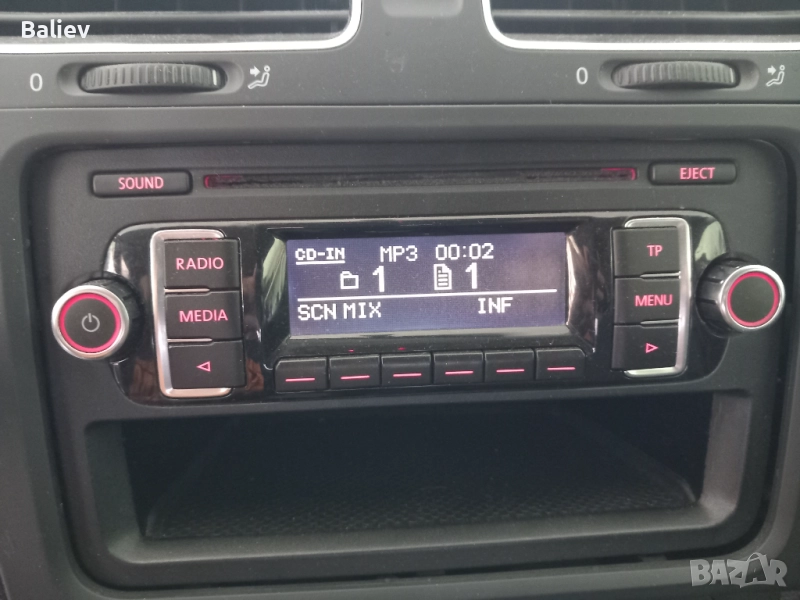 Baliev
0
0
SOUND
EJECT
RADIO
MEDIA
CD-IN MP3 00:02
1 1
SCN MIX INF
TP
MENU
BAZAR